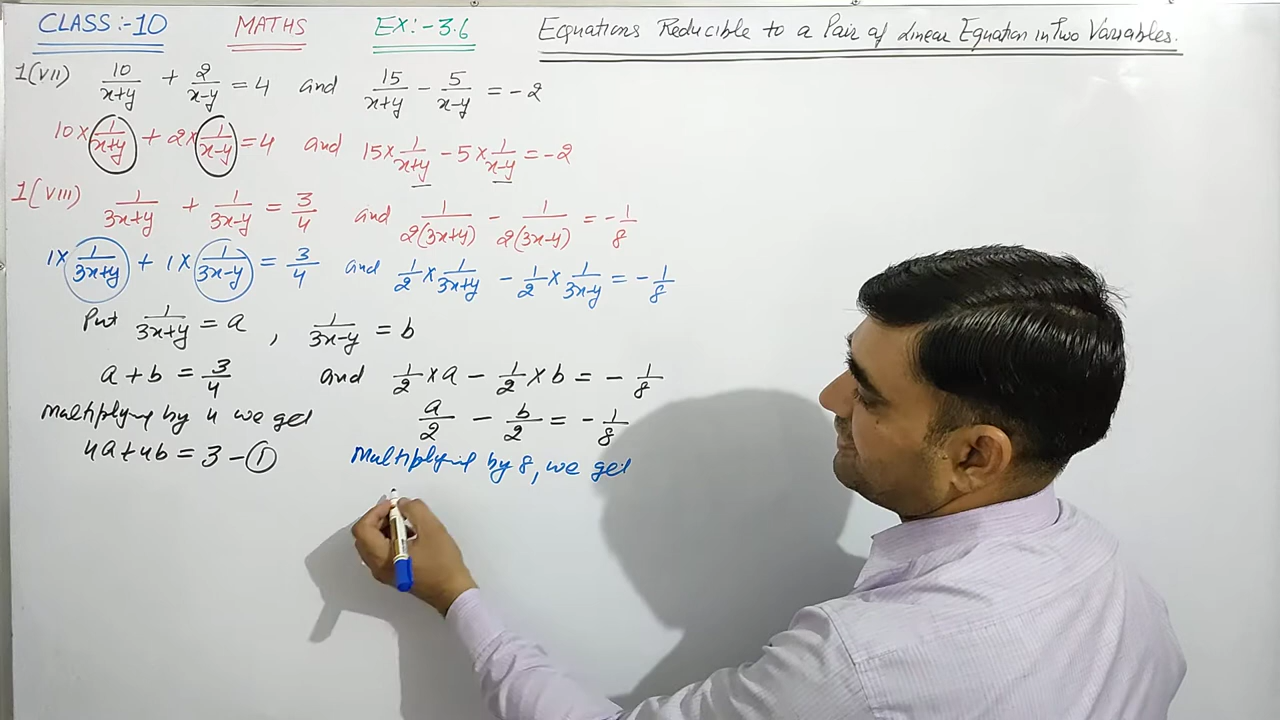 CLASS:-10 MATHS EX:-3.6 Equations Reducible to a Pair of Linear Equation in Two Variables.
1(VII) 10/(x+y) + 2/(x-y) = 4 and 15/(x+y) - 5/(x-y) = -2
10 × 1/(x+y) + 2 × 1/(x-y) = 4 and 15 × 1/(x+y) - 5 × 1/(x-y) = -2
1(VIII) 1/(3x+y) + 1/(3x-y) = 3/4 and 1/2(3x+y) - 1/2(3x-y) = -1/8
1 × 1/(3x+y) + 1 × 1/(3x-y) = 3/4 and 1/2 × 1/(3x+y) - 1/2 × 1/(3x-y) = -1/8
Put 1/(3x+y) = a , 1/(3x-y) = b
a + b = 3/4 and 1/2 × a - 1/2 × b = - 1/8
Multiplying by 4 we get a/2 - b/2 = - 1/8
4a + 4b = 3 - ① Multiplying by 8, we get